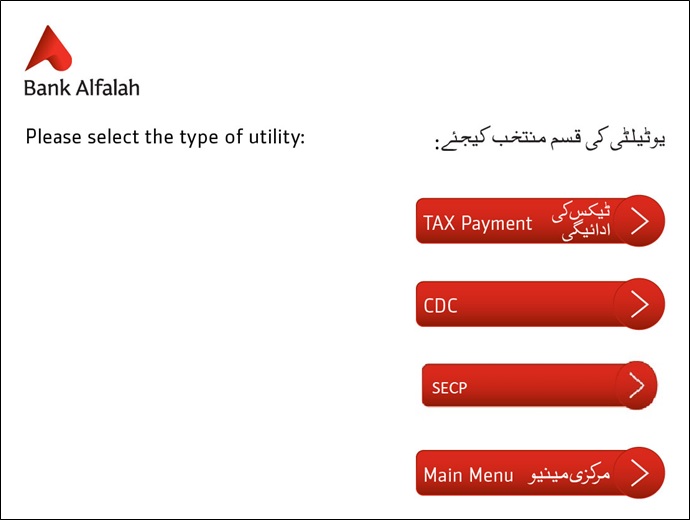 Bank Alfalah
Please select the type of utility:
یوٹیلٹی کی قسم منتخب کیجئے:
TAX Payment
ٹیکس کی
ادائیگی
CDC
SECP
Main Menu مرکزی مینیو